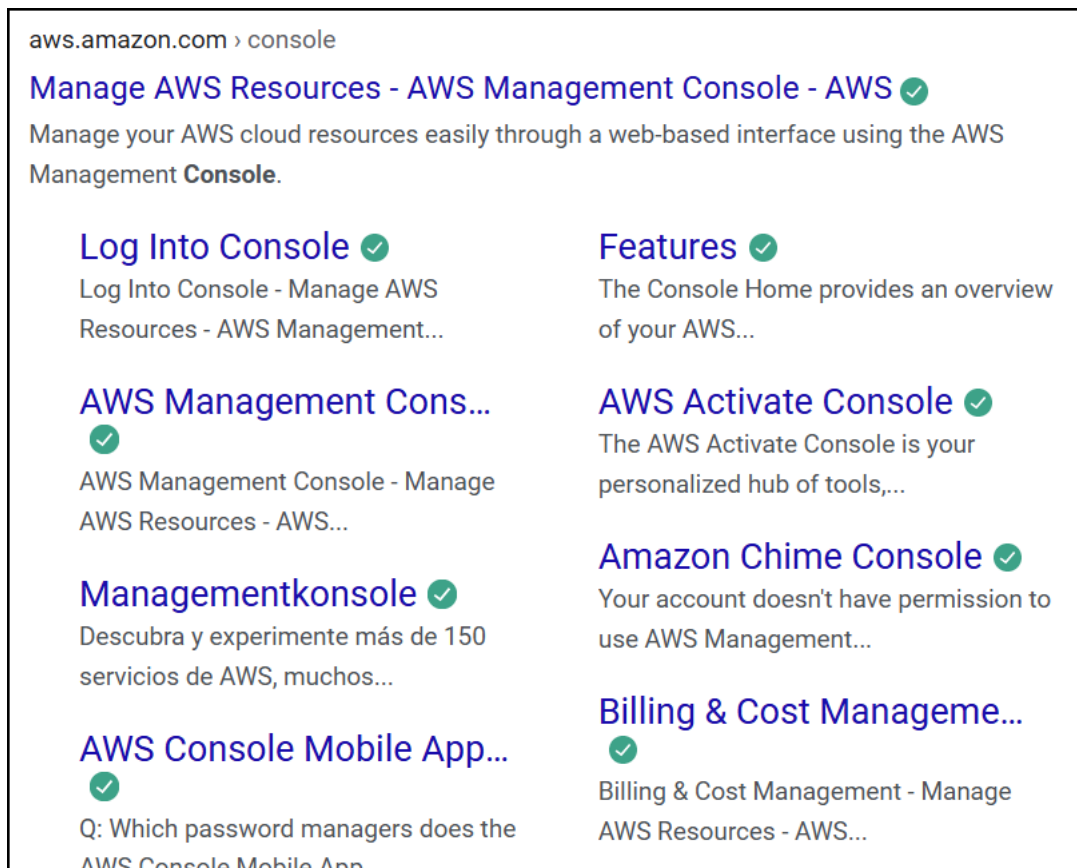 aws.amazon.com › console
Manage AWS Resources - AWS Management Console - AWS
Manage your AWS cloud resources easily through a web-based interface using the AWS
Management Console.
Log Into Console
Log Into Console - Manage AWS
Resources - AWS Management...
AWS Management Cons...
AWS Management Console - Manage
AWS Resources - AWS...
Managementkonsole
Descubra y experimente más de 150
servicios de AWS, muchos...
AWS Console Mobile App...
Q: Which password managers does the
AWS Console Mobile App
Features
The Console Home provides an overview
of your AWS...
AWS Activate Console
The AWS Activate Console is your
personalized hub of tools,...
Amazon Chime Console
Your account doesn't have permission to
use AWS Management...
Billing & Cost Manageme...
Billing & Cost Management - Manage
AWS Resources - AWS...